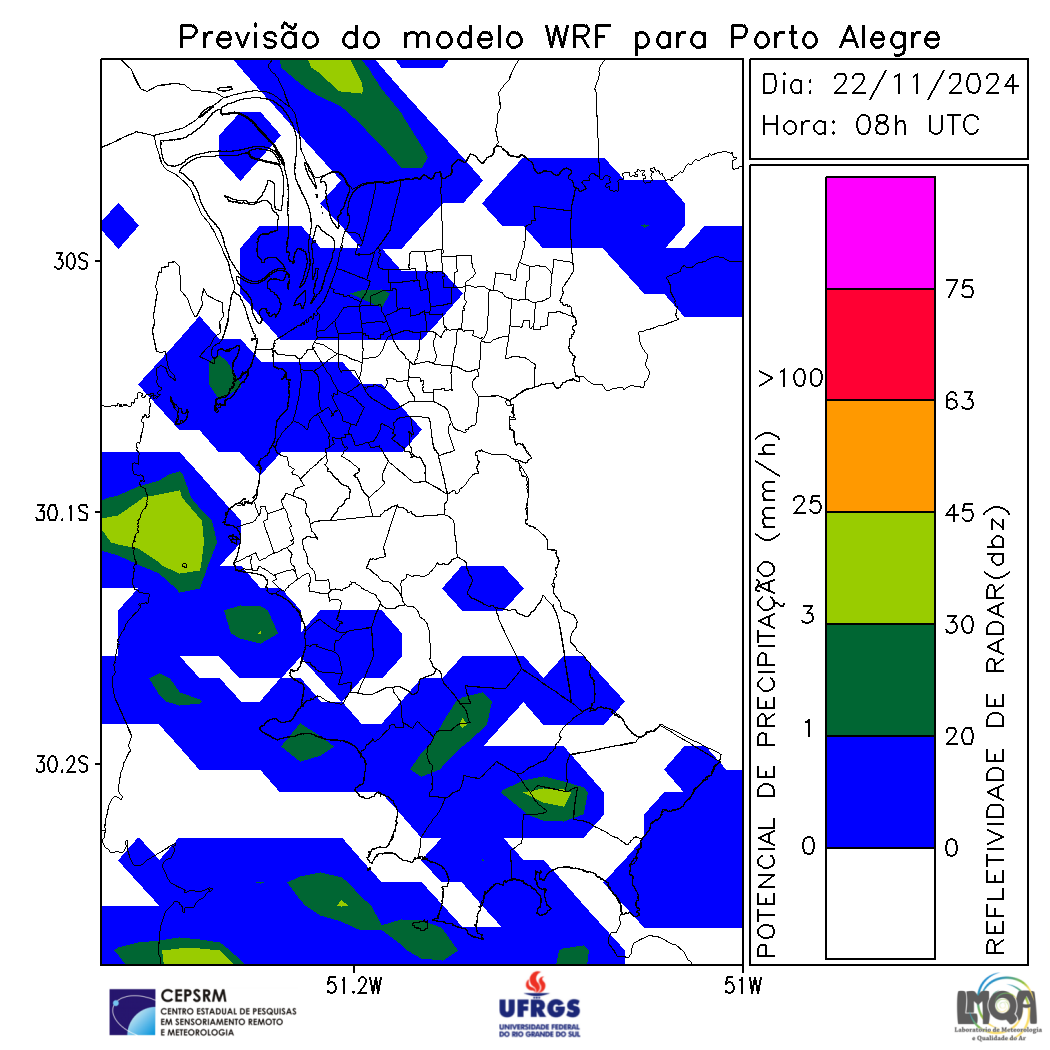 Previsão do modelo WRF para Porto Alegre
Dia: 22/11/2024
Hora: 08h UTC
30S
30.1S
30.2S
51.2W
51W
POTENCIAL DE PRECIPITAÇÃO (mm/h)
>100
25
3
1
0
75
63
45
30
20
0
REFLETIVIDADE DE RADAR(dbz)
CEPSRM
CENTRO ESTADUAL DE PESQUISAS
EM SENSORIAMENTO REMOTO
E METEOROLOGIA
UFRGS
UNIVERSIDADE FEDERAL
DO RIO GRANDE DO SUL
LMQA
Laboratório de Meteorologia
e Qualidade do Ar